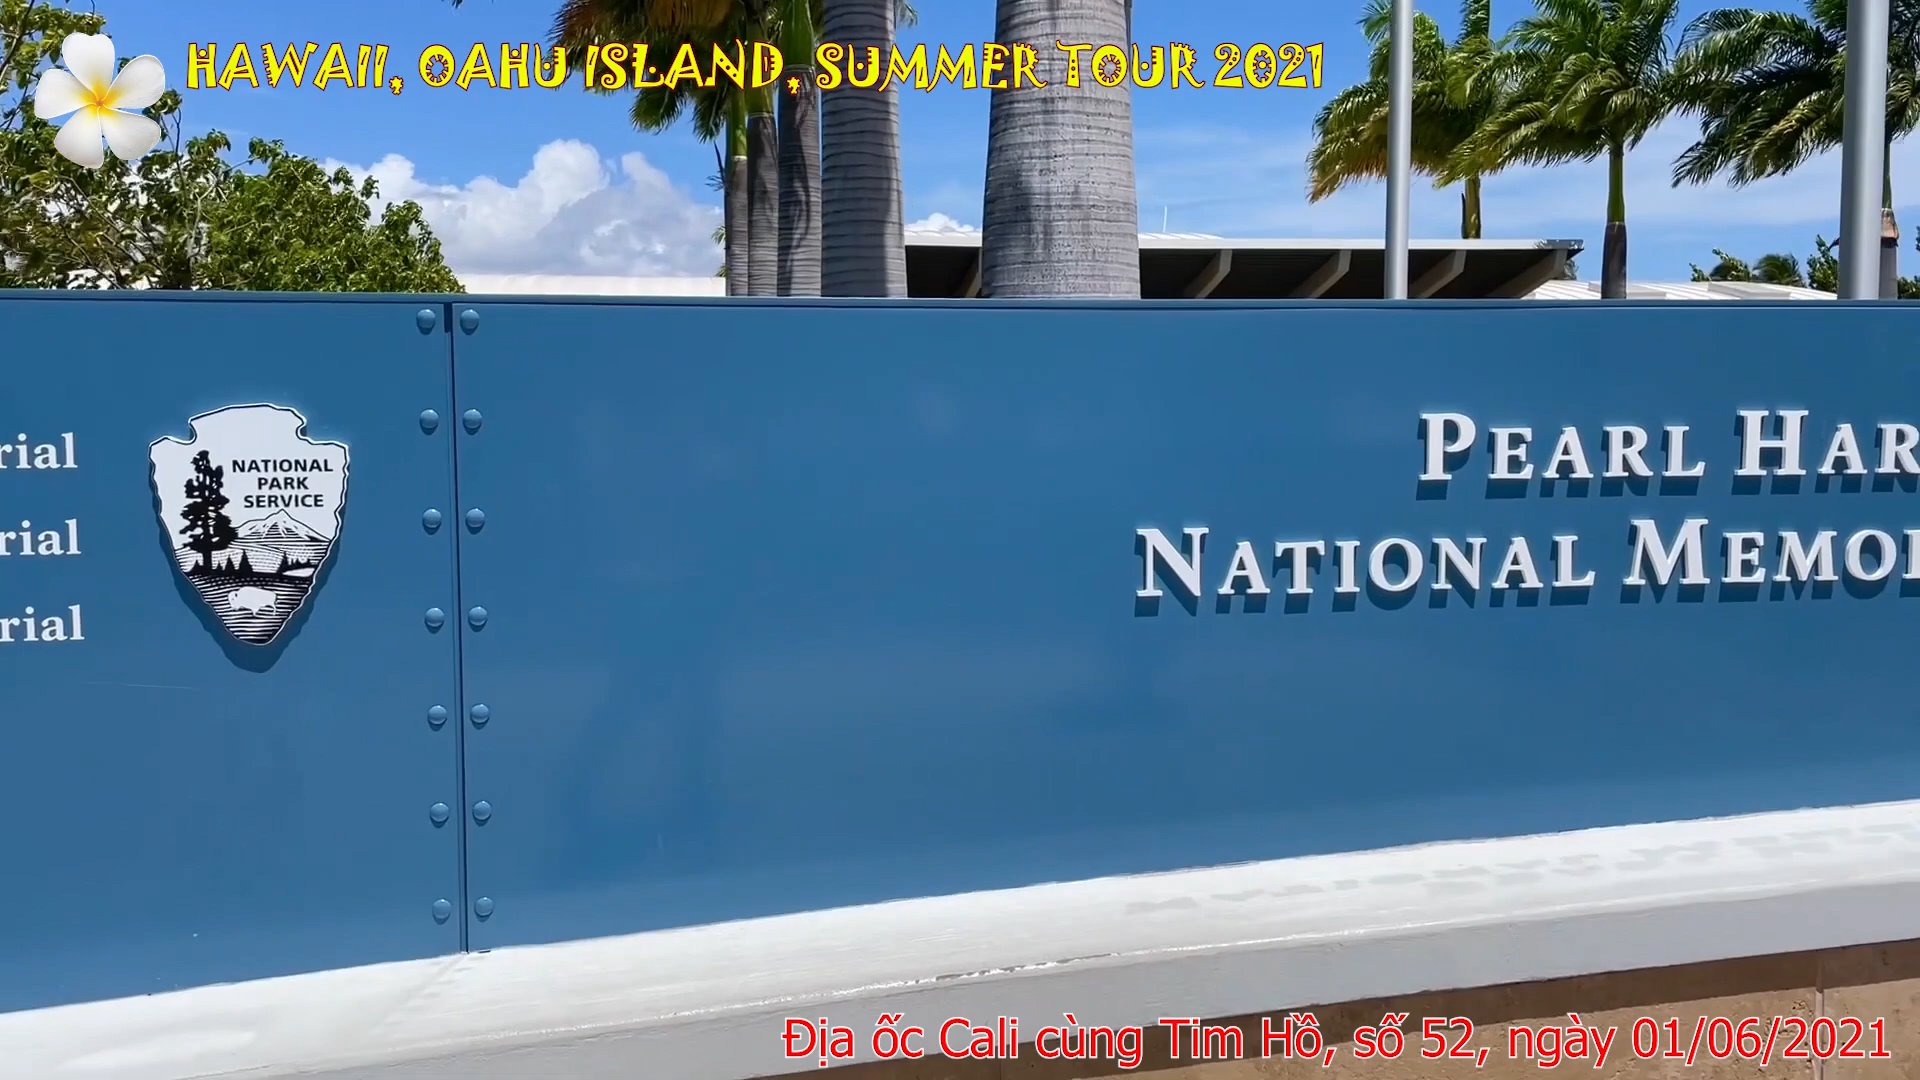 HAWAII, OAHU ISLAND, SUMMER TOUR 2021
rial
rial
rial
NATIONAL
PARK
SERVICE
PEARL HAR
NATIONAL MEMO
Địa ốc Cali cùng Tim Hồ, số 52, ngày 01/06/2021